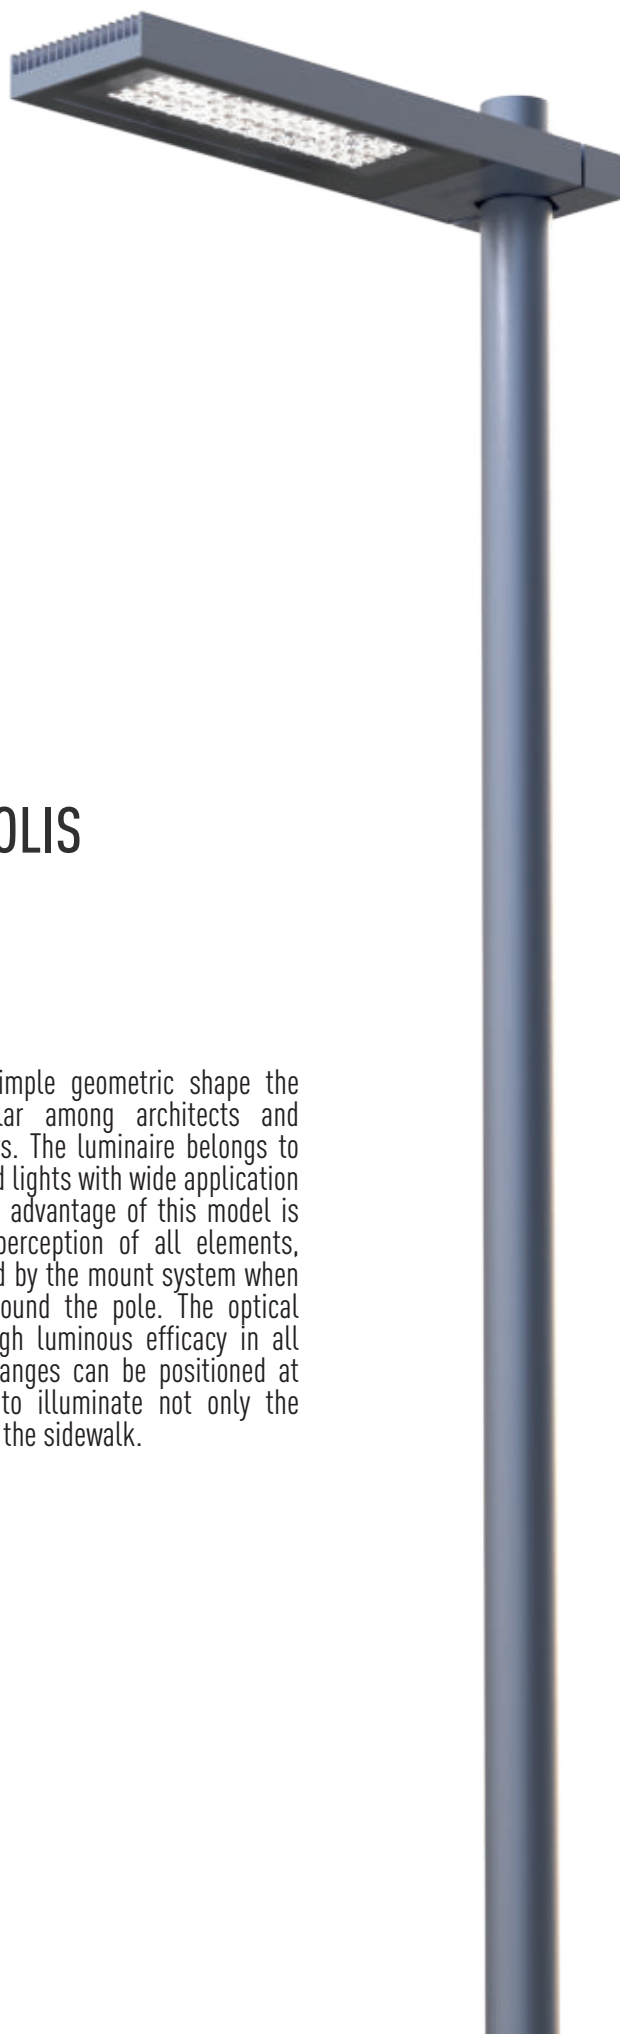 OLIS
imple geometric shape the
lar among architects and
s. The luminaire belongs to
d lights with wide application
advantage of this model is
perception of all elements,
d by the mount system when
ound the pole. The optical
gh luminous efficacy in all
anges can be positioned at
to illuminate not only the
the sidewalk.